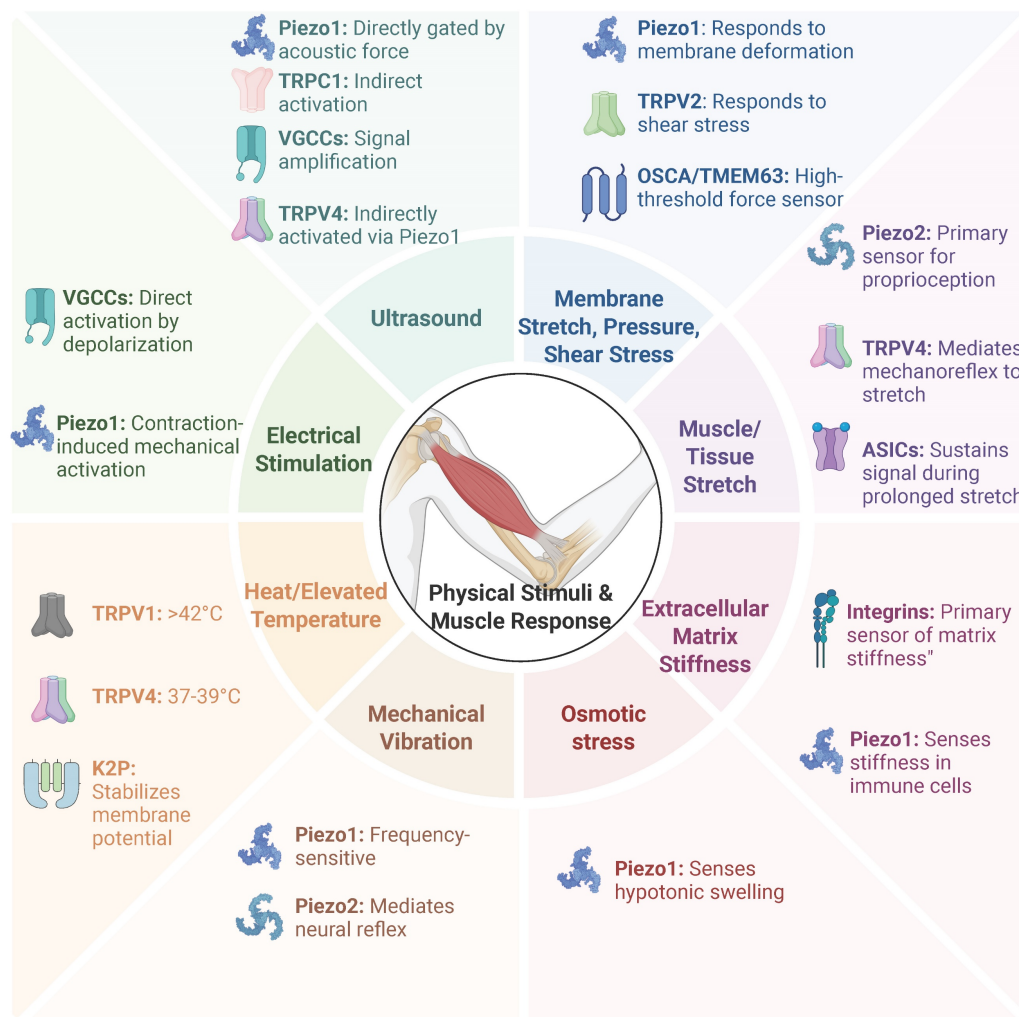 Piezo1: Directly gated by
acoustic force
TRPC1: Indirect
activation
VGCCs: Signal
amplification
TRPV4: Indirectly
activated via Piezo1
Piezo1: Responds to
membrane deformation
TRPV2: Responds to
shear stress
OSCA/TMEM63: High-
threshold force sensor
Piezo2: Primary
sensor for
proprioception
TRPV4: Mediates
mechanoreflex to
stretch
ASICs: Sustains
signal during
prolonged stretch
VGCCs: Direct
activation by
depolarization
Piezo1: Contraction-
induced mechanical
activation
Ultrasound
Membrane
Stretch, Pressure,
Shear Stress
Electrical
Stimulation
Muscle/
Tissue
Stretch
Physical Stimuli &
Muscle Response
Heat/Elevated
Temperature
Extracellular
Matrix
Stiffness
Mechanical
Vibration
Osmotic
stress
TRPV1: >42°C
TRPV4: 37-39°C
K2P:
Stabilizes
membrane
potential
Integrins: Primary
sensor of matrix
stiffness"
Piezo1: Senses
stiffness in
immune cells
Piezo1: Frequency-
sensitive
Piezo2: Mediates
neural reflex
Piezo1: Senses
hypotonic swelling